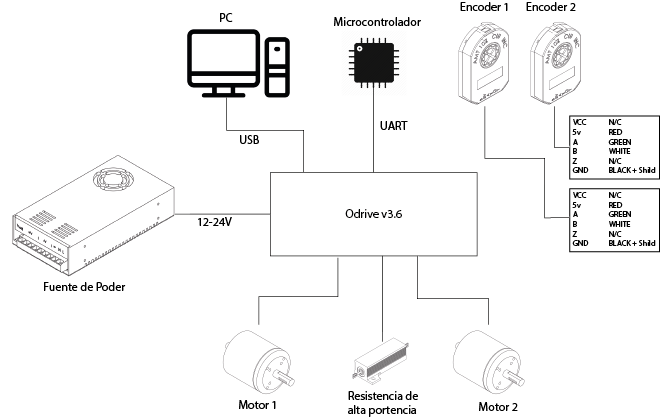 PC
Microcontrolador
Encoder 1
Encoder 2
USB
UART
VCC N/C
5v RED
A GREEN
B WHITE
Z N/C
GND BLACK + Shild
VCC N/C
5v RED
A GREEN
B WHITE
Z N/C
GND BLACK + Shild
12-24V
Odrive v3.6
Fuente de Poder
Motor 1
Resistencia de
alta portencia
Motor 2